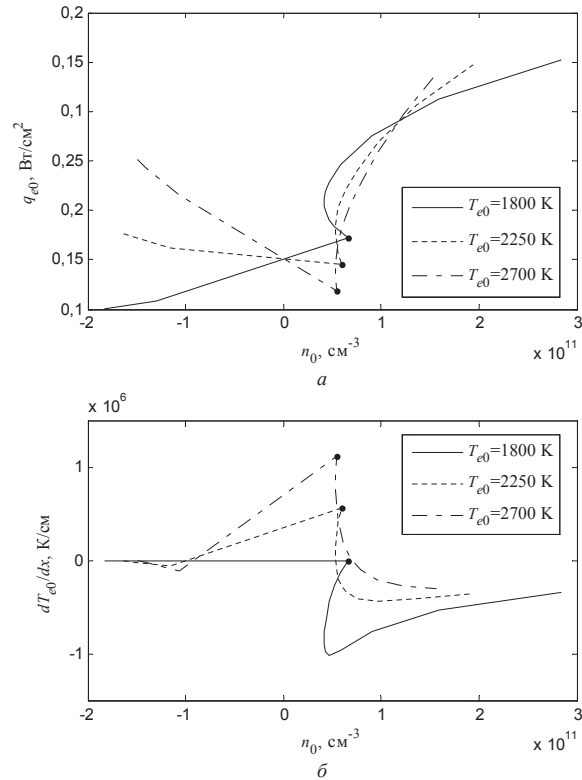 0,2
0,15
0,1
0,25
0,2
0,15
0,1
q_e0, Вт/см²
T_e0=1800 K
T_e0=2250 K
T_e0=2700 K
-2 -1 0 1 2 3
n_0, см⁻³
x 10¹¹
а
x 10⁶
1
0
-1
dT_e0/dx, К/см
T_e0=1800 K
T_e0=2250 K
T_e0=2700 K
-2 -1 0 1 2 3
n_0, см⁻³
x 10¹¹
б